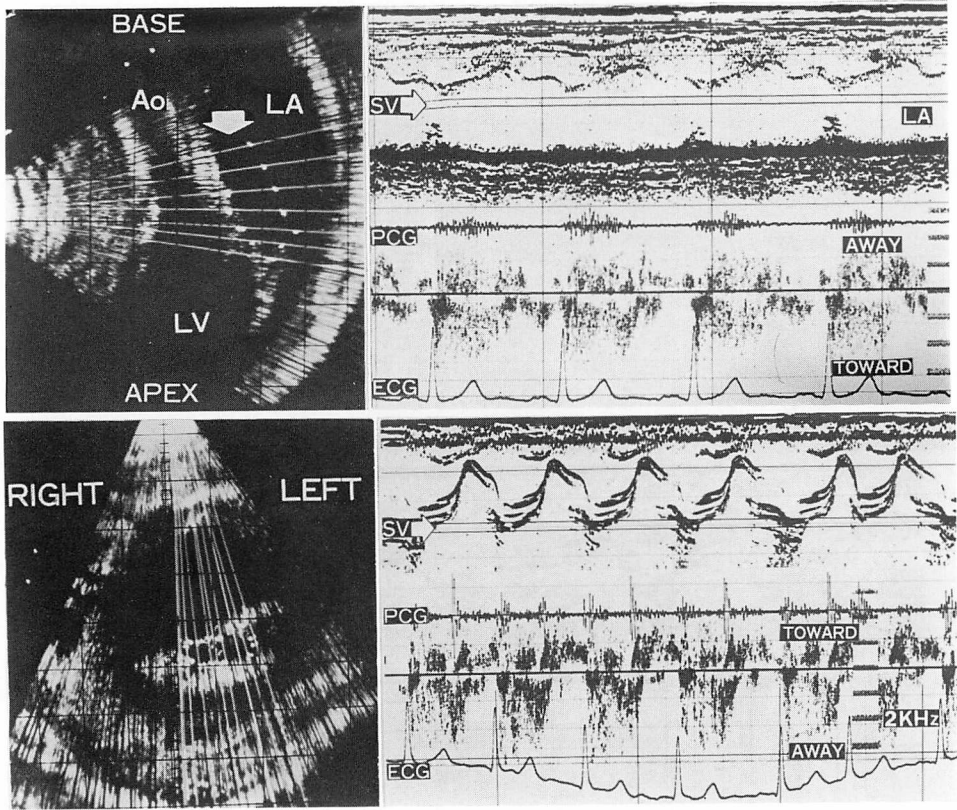 BASE
Ao
LA
LV
APEX
SV
LA
PCG
AWAY
TOWARD
ECG
RIGHT
LEFT
SV
PCG
TOWARD
2KHz
AWAY
ECG